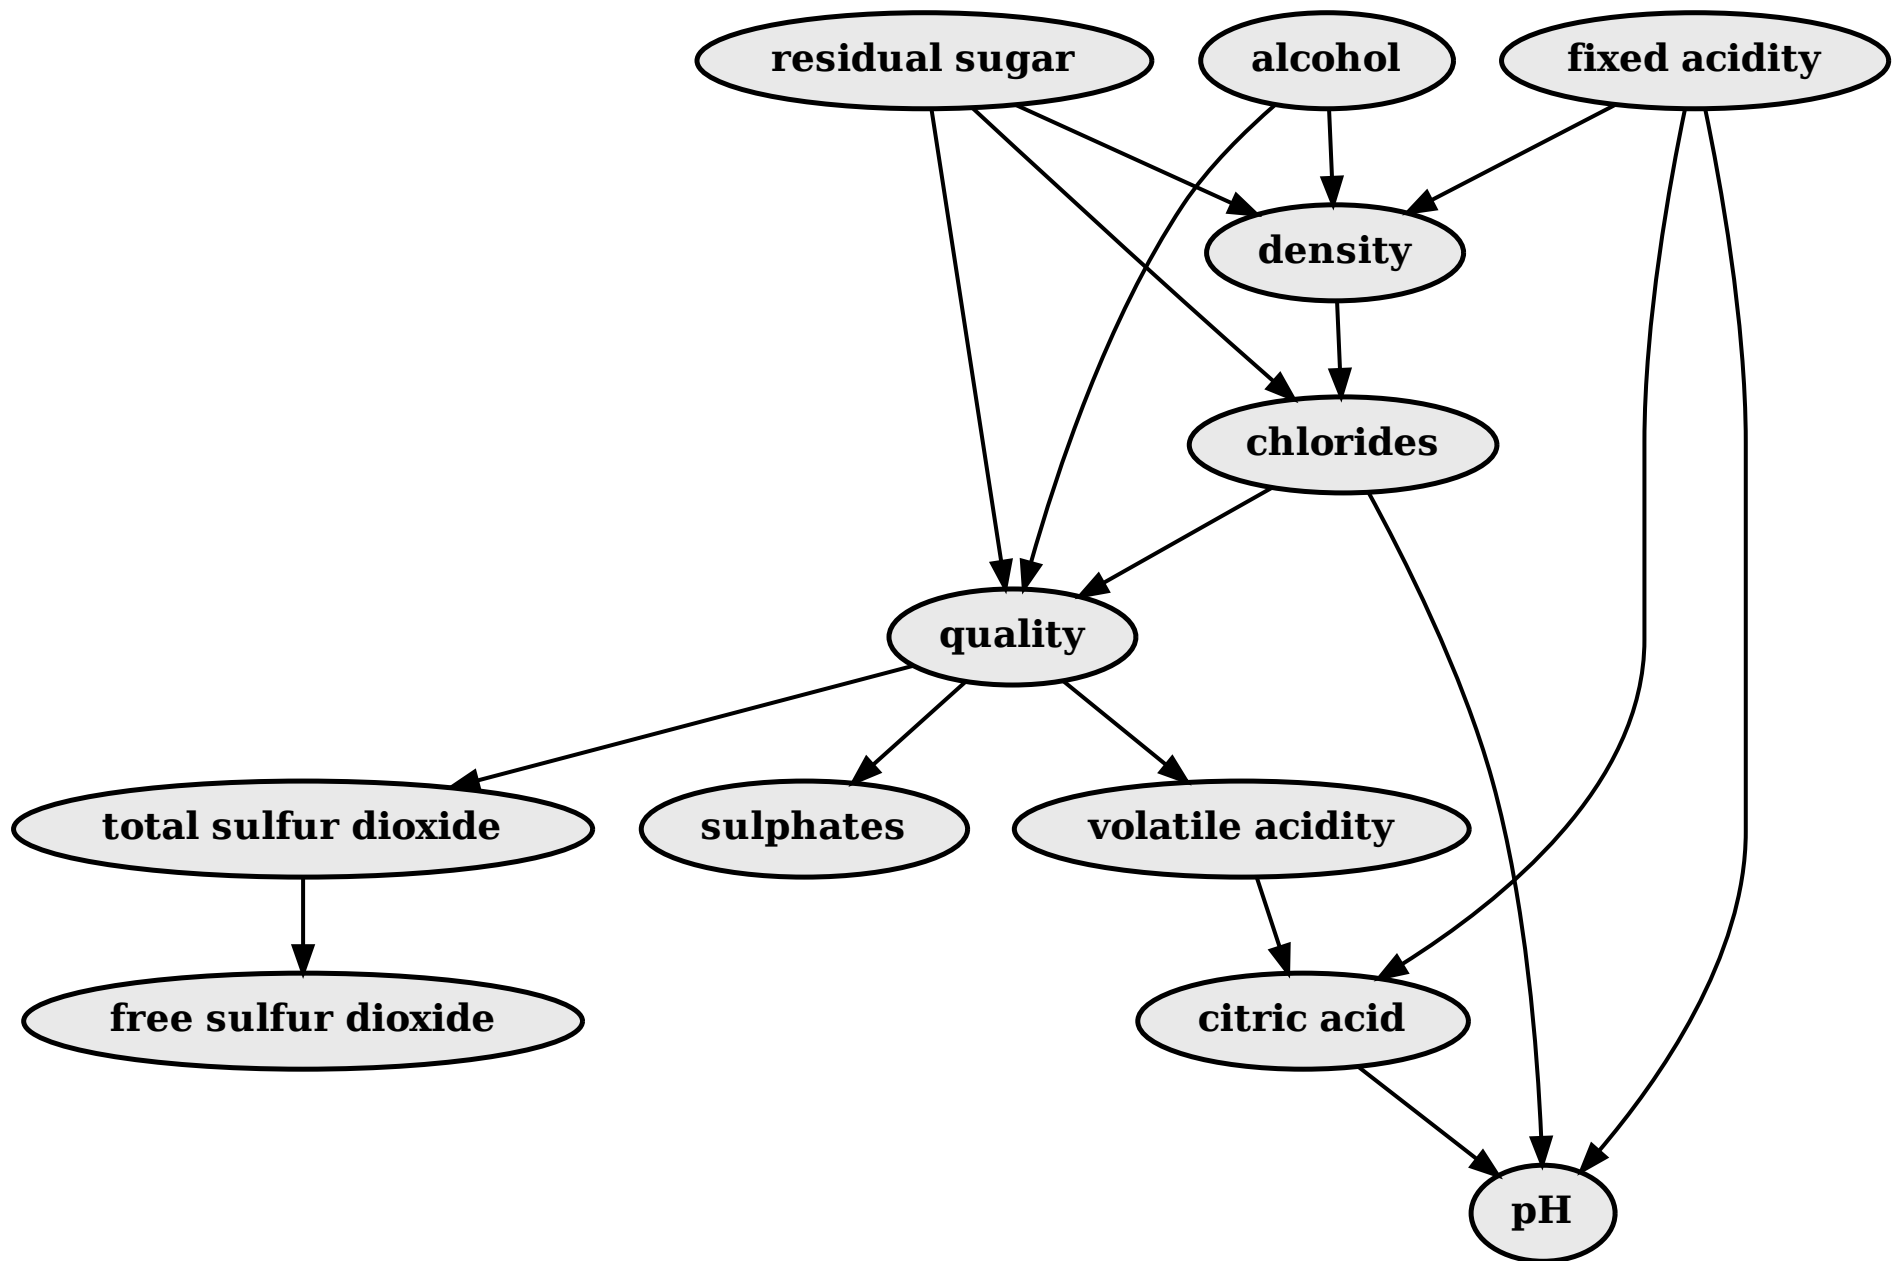 residual sugar
alcohol
fixed acidity
density
chlorides
quality
total sulfur dioxide
sulphates
volatile acidity
free sulfur dioxide
citric acid
pH